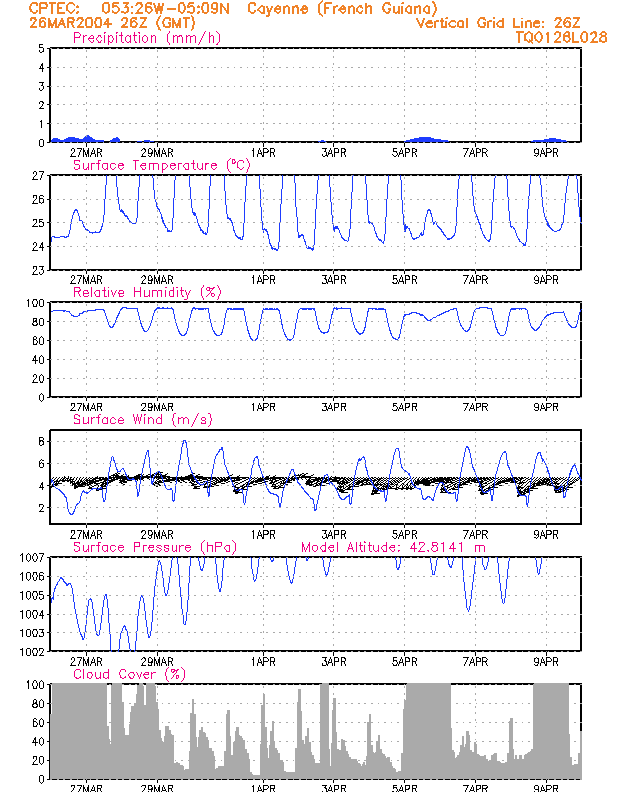 CPTEC: 053:26W-05:09N Cayenne (French Guiana)
26MAR2004 26Z (GMT) Vertical Grid Line: 26Z
Precipitation (mm/h) TQ0126L028
5
4
3
2
1
0
27MAR 29MAR 1APR 3APR 5APR 7APR 9APR
Surface Temperature (ºC)
27
26
25
24
23
27MAR 29MAR 1APR 3APR 5APR 7APR 9APR
Relative Humidity (%)
100
80
60
40
20
0
27MAR 29MAR 1APR 3APR 5APR 7APR 9APR
Surface Wind (m/s)
8
6
4
2
27MAR 29MAR 1APR 3APR 5APR 7APR 9APR
Surface Pressure (hPa) Model Altitude: 42.8141 m
1007
1006
1005
1004
1003
1002
27MAR 29MAR 1APR 3APR 5APR 7APR 9APR
Cloud Cover (%)
100
80
60
40
20
0
27MAR 29MAR 1APR 3APR 5APR 7APR 9APR